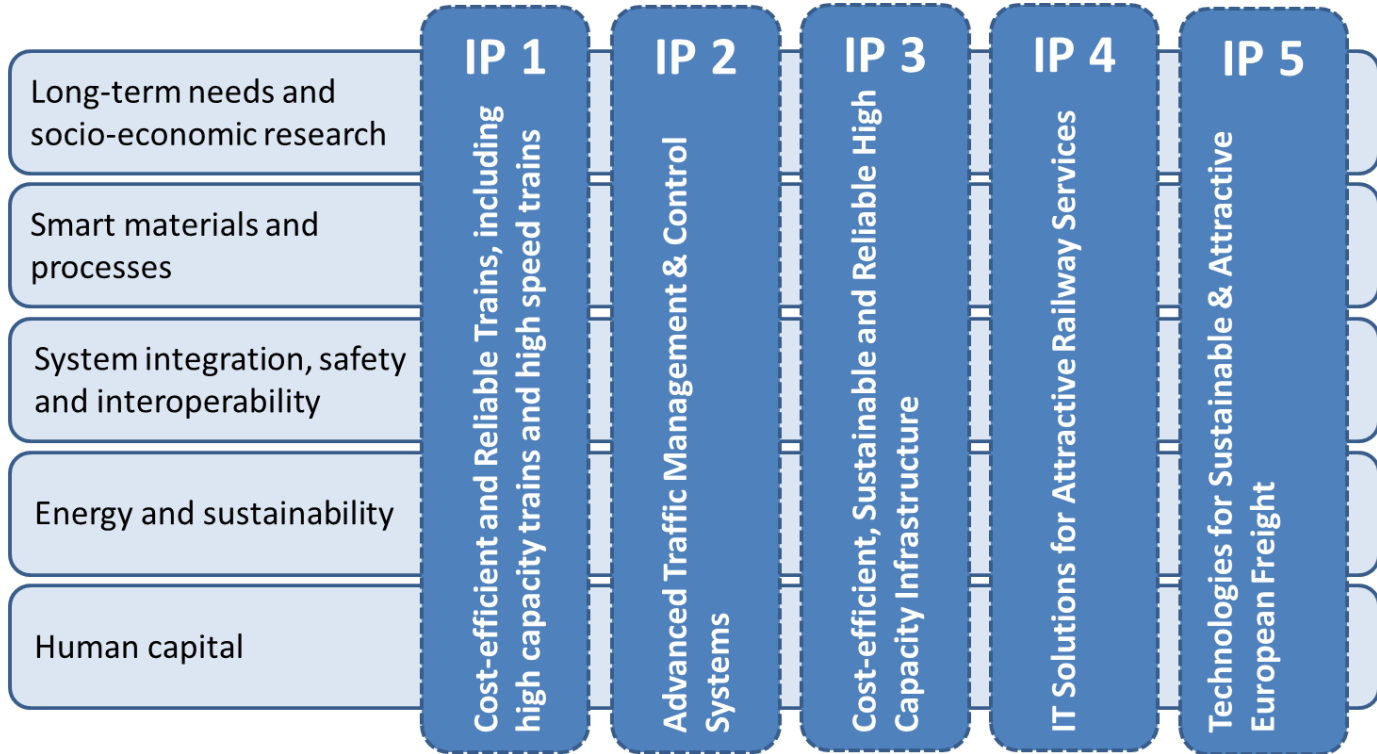 Long-term needs and
socio-economic research
Smart materials and
processes
System integration, safety
and interoperability
Energy and sustainability
Human capital
IP 1
Cost-efficient and Reliable Trains, including
high capacity trains and high speed trains
IP 2
Advanced Traffic Management & Control
Systems
IP 3
Cost-efficient, Sustainable and Reliable High
Capacity Infrastructure
IP 4
IT Solutions for Attractive Railway Services
IP 5
Technologies for Sustainable & Attractive
European Freight